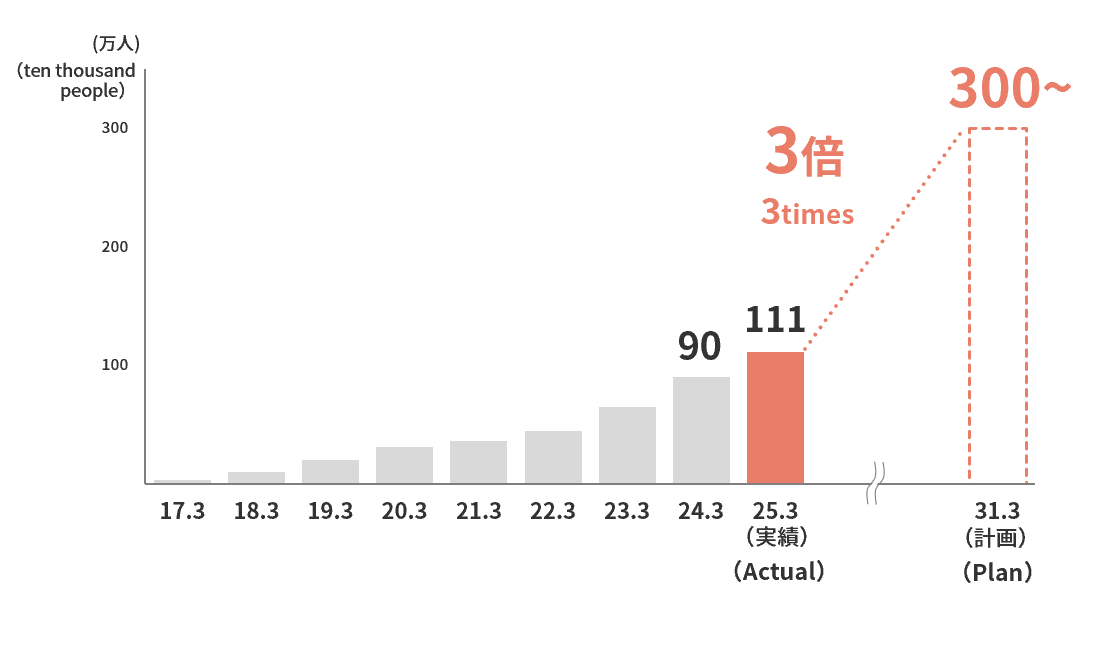 (万人)
（ten thousand
people）
300
200
100
3倍
3times
300~
90
111
17.3
18.3
19.3
20.3
21.3
22.3
23.3
24.3
25.3
（実績）
（Actual）
31.3
（計画）
（Plan）